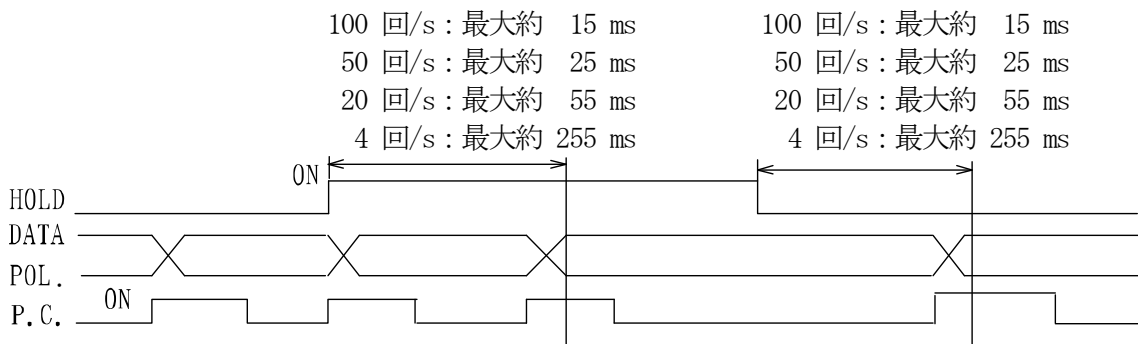 100 回/s：最大約 15 ms
50 回/s：最大約 25 ms
20 回/s：最大約 55 ms
4 回/s：最大約 255 ms
100 回/s：最大約 15 ms
50 回/s：最大約 25 ms
20 回/s：最大約 55 ms
4 回/s：最大約 255 ms
ON
HOLD
DATA
POL.
ON
P.C.